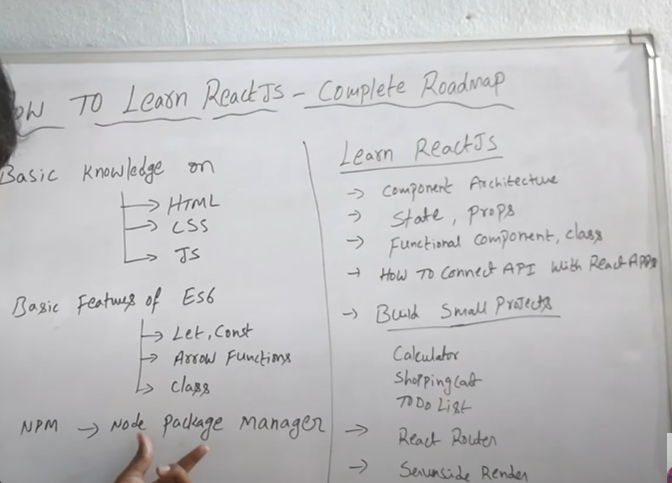 HOW TO Learn ReactJS - Complete Roadmap
Basic Knowledge on
→ HTML
→ CSS
→ JS
Basic Features of ES6
→ Let, Const
→ Arrow Functions
→ Class
NPM → Node Package Manager
Learn ReactJS
→ Component Architecture
→ State, Props
→ Functional Component, Class
→ How To Connect API With React Apps
→ Build Small Projects
Calculator
Shopping Cart
ToDo List
→ React Router
→ Serverside Render